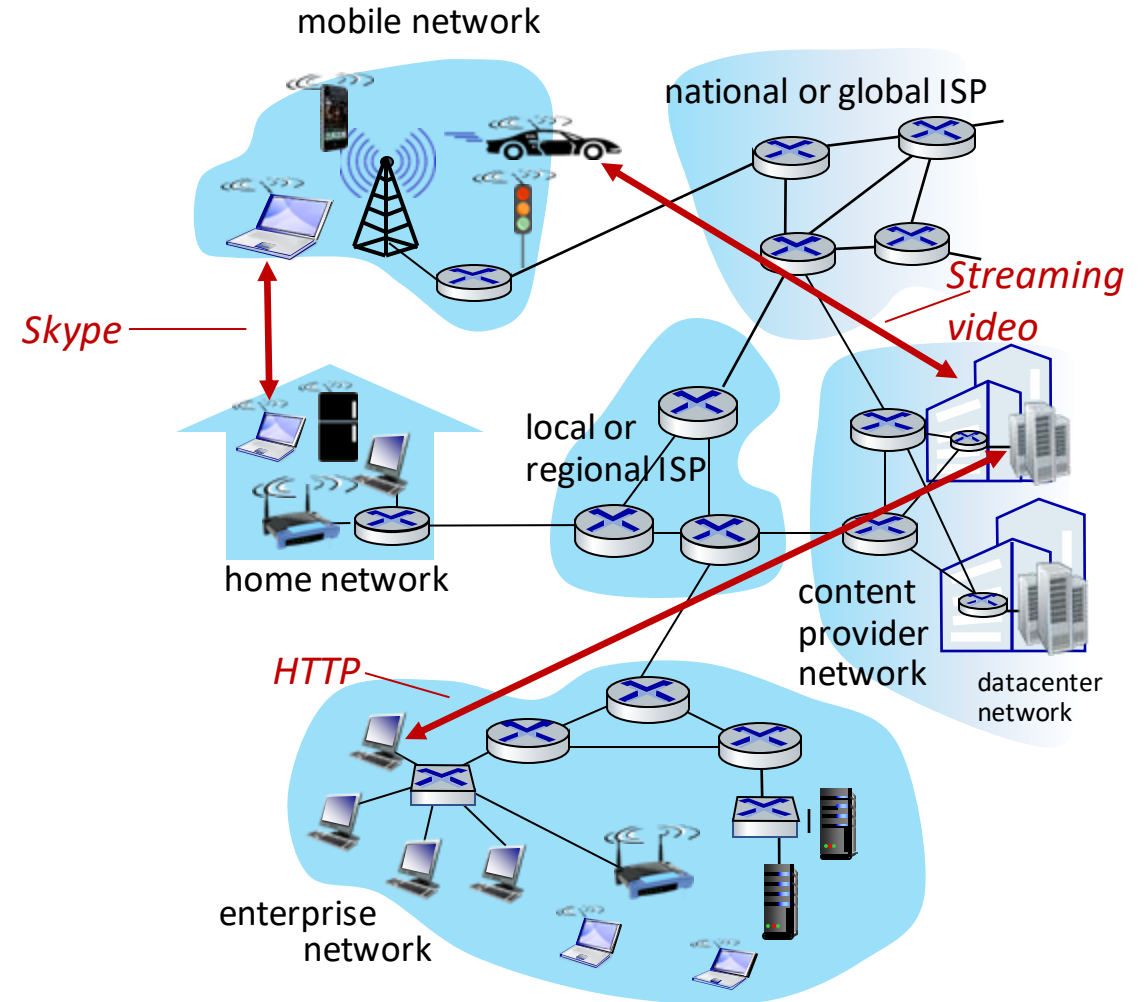 mobile network
national or global ISP
Streaming
video
Skype
local or
regional ISP
home network
content
provider
network
datacenter
network
HTTP
enterprise
network